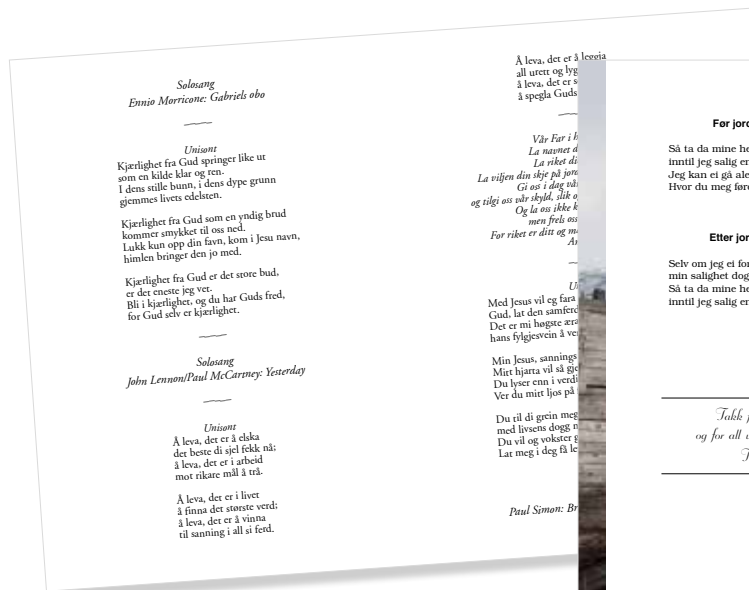 Solosang
Ennio Morricone: Gabriels obo
Unisont
Kjærlighet fra Gud springer like ut
som en kilde klar og ren.
I dens stille bunn, i dens dype grunn
gjemmes livets edelsten.
Kjærlighet fra Gud som en yndig brud
kommer smykket til oss ned.
Lukk kun opp din favn, kom i Jesu navn,
himlen bringer den jo med.
Kjærlighet fra Gud er det store bud,
er det eneste jeg vet.
Bli i kjærlighet, og du har Guds fred,
for Gud selv er kjærlighet.
Solosang
John Lennon/Paul McCartney: Yesterday
Unisont
Å leva, det er å elska
det beste di sjel fekk nå;
å leva, det er i arbeid
mot rikare mål å trå.
Å leva, det er i livet
å finna det største verd;
å leva, det er å vinna
til sanning i all si ferd.
Å leva, det er å leggja
all urett og lyg
å leva, det er s
å spegla Guds
Vår Far i h
La navnet d
La riket di
La viljen din skje på jord
Gi oss i dag vår
og tilgi oss vår skyld, slik o
Og la oss ikke k
men frels oss
For riket er ditt og m
Med Jesus vil eg fara
Gud, lat den samferd
Det er mi høgste æra
hans fylgjesvein å ve
Min Jesus, sannings
Mitt hjarta vil så gje
Du lyser enn i verdi
Ver du mitt ljos på
Du til di grein meg
med livsens dogg m
Du vil og vokster g
Lat meg i deg få le
Paul Simon: Br
Før jord
Så ta da mine he
inntil jeg salig en
Jeg kan ei gå ale
Hvor du meg føre
Etter jor
Selv om jeg ei for
min salighet dog
Så ta da mine he
inntil jeg salig en
Takk f
og for all